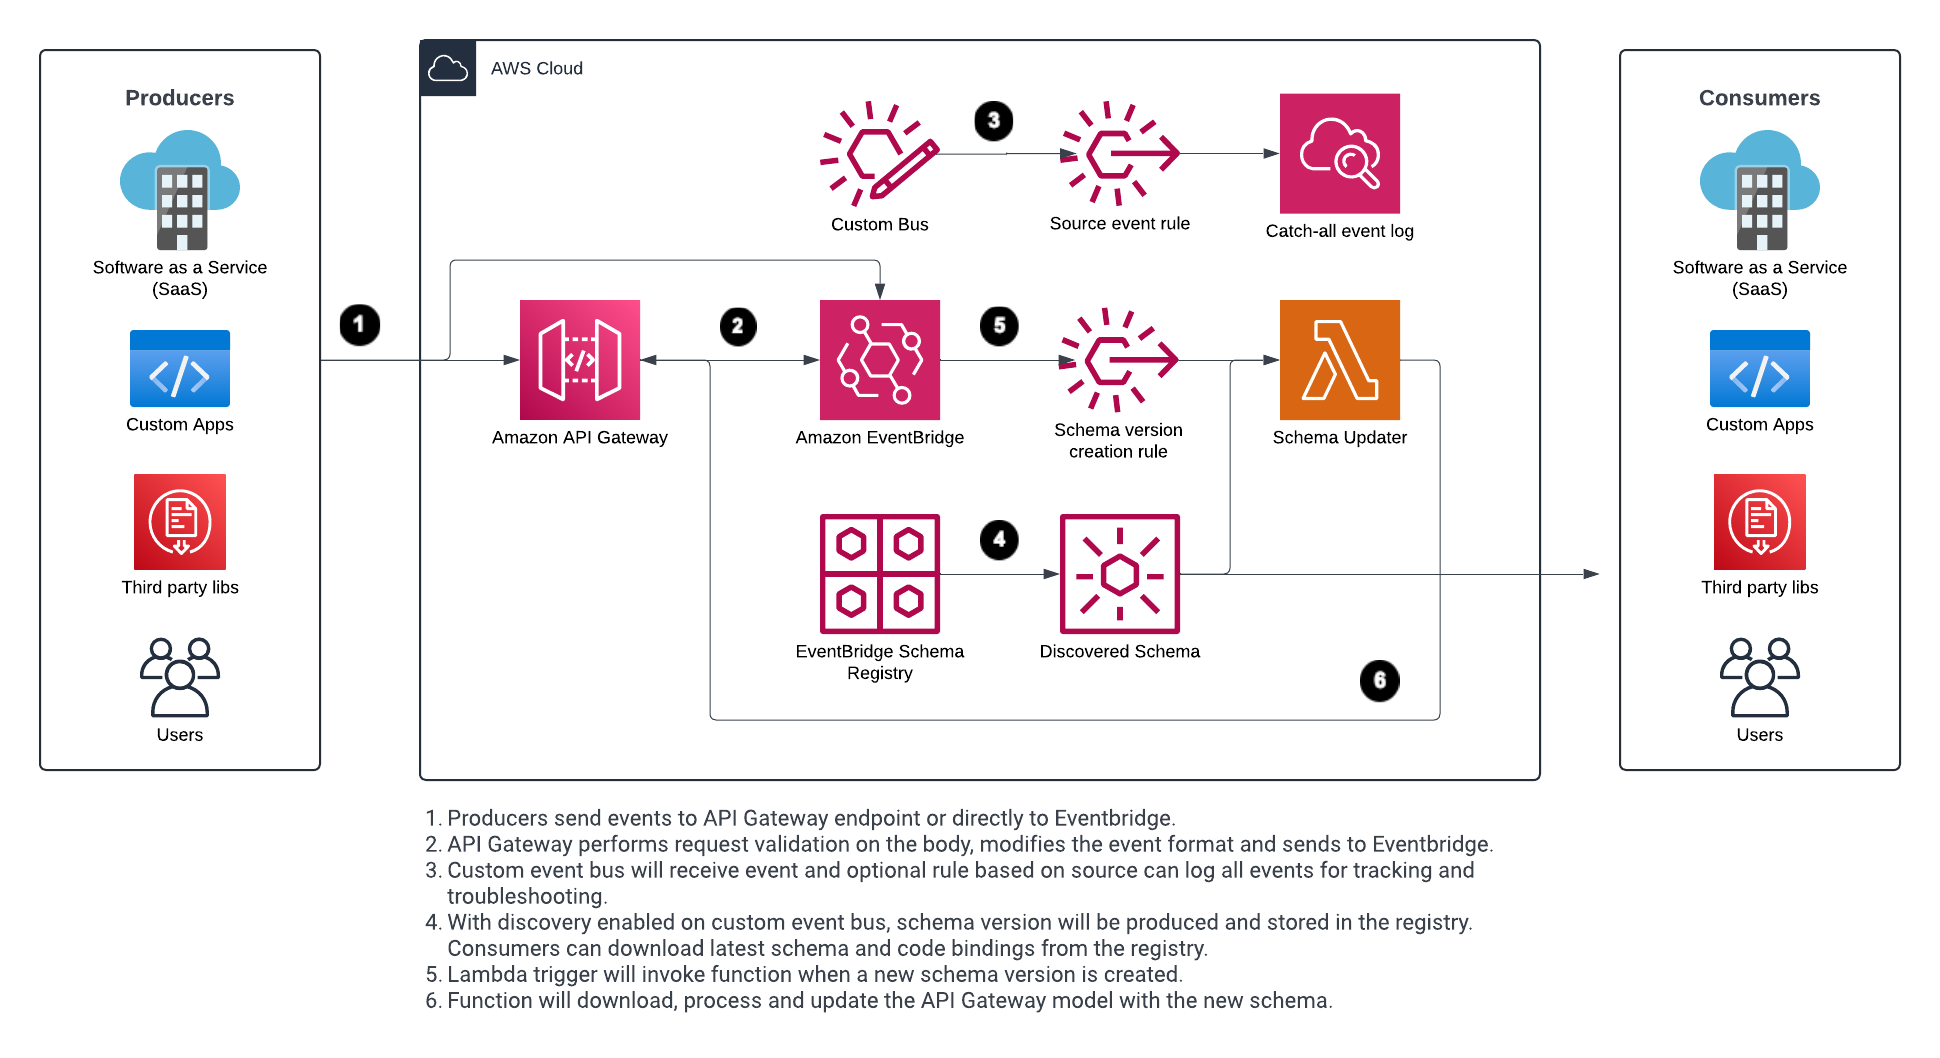 Producers
Software as a Service
(SaaS)
Custom Apps
Third party libs
Users
1
AWS Cloud
Custom Bus
3
Source event rule
Catch-all event log
Amazon API Gateway
2
Amazon EventBridge
5
Schema version
creation rule
Schema Updater
EventBridge Schema
Registry
4
Discovered Schema
6
Consumers
Software as a Service
(SaaS)
Custom Apps
Third party libs
Users
1. Producers send events to API Gateway endpoint or directly to Eventbridge.
2. API Gateway performs request validation on the body, modifies the event format and sends to Eventbridge.
3. Custom event bus will receive event and optional rule based on source can log all events for tracking and
troubleshooting.
4. With discovery enabled on custom event bus, schema version will be produced and stored in the registry.
Consumers can download latest schema and code bindings from the registry.
5. Lambda trigger will invoke function when a new schema version is created.
6. Function will download, process and update the API Gateway model with the new schema.